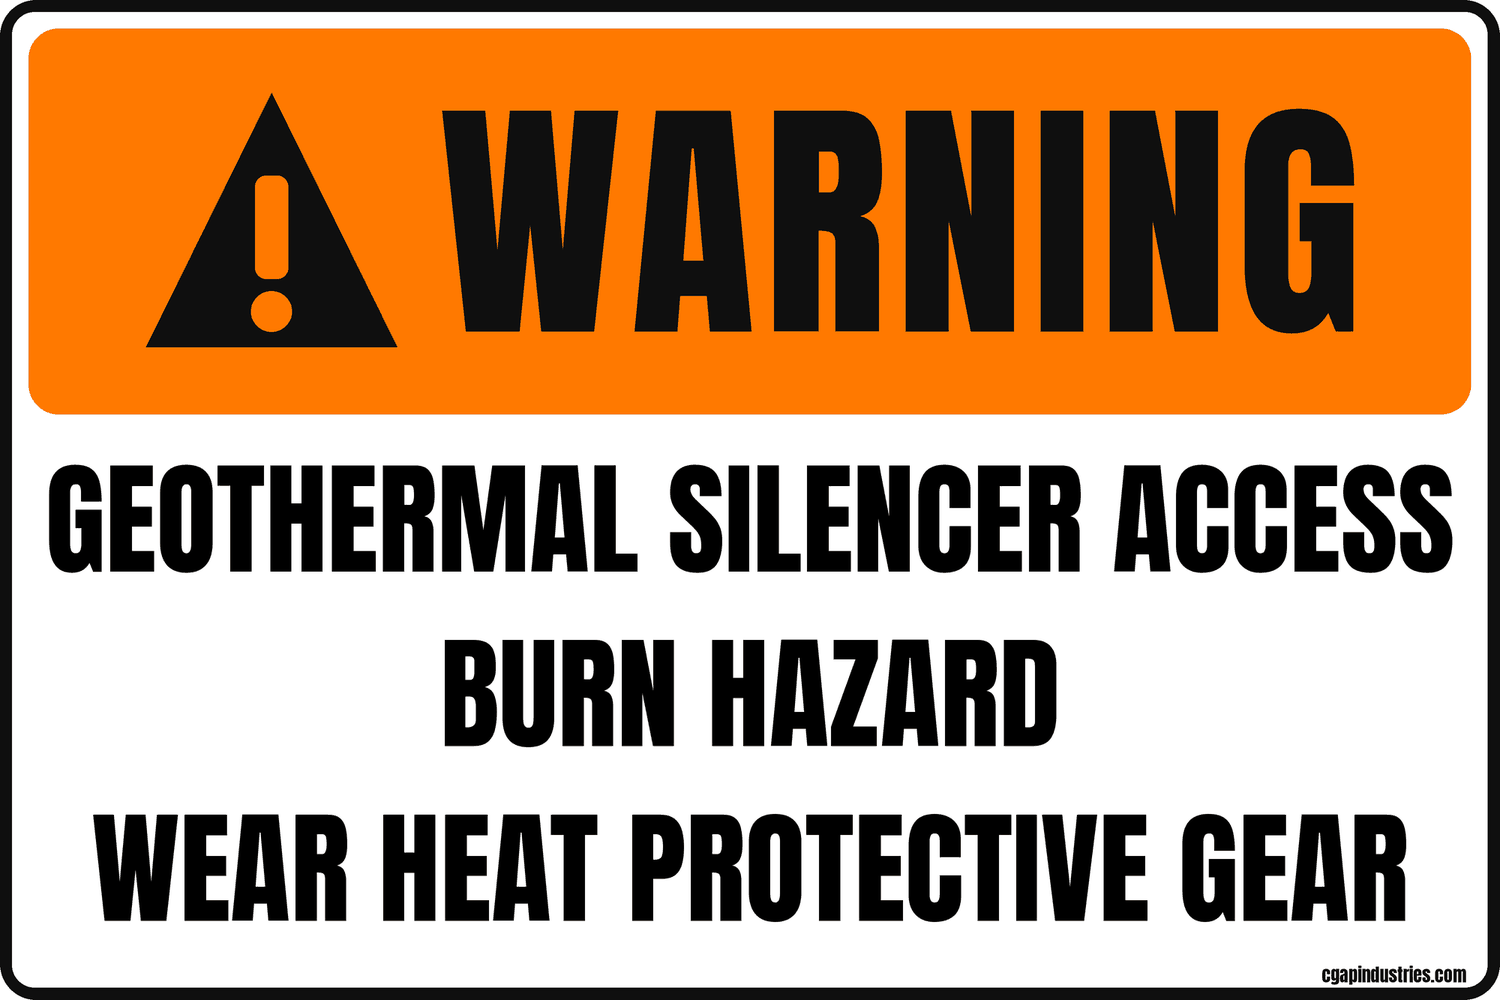 WARNING
GEOTHERMAL SILENCER ACCESS
BURN HAZARD
WEAR HEAT PROTECTIVE GEAR
cgapindustries.com